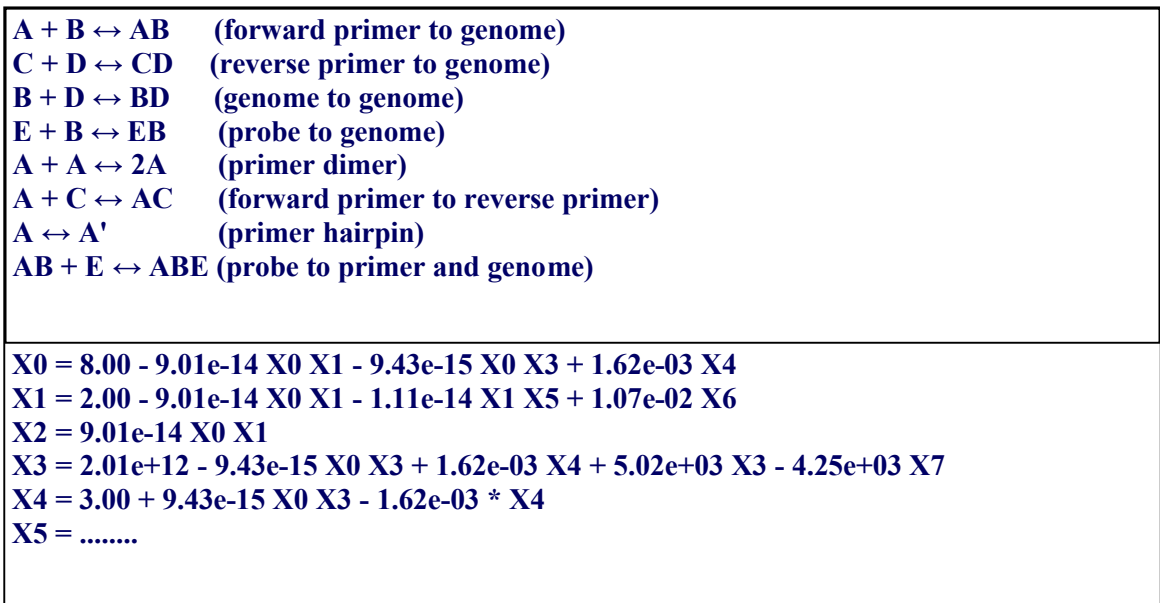 A + B ↔ AB (forward primer to genome)
C + D ↔ CD (reverse primer to genome)
B + D ↔ BD (genome to genome)
E + B ↔ EB (probe to genome)
A + A ↔ 2A (primer dimer)
A + C ↔ AC (forward primer to reverse primer)
A ↔ A' (primer hairpin)
AB + E ↔ ABE (probe to primer and genome)
X0 = 8.00 - 9.01e-14 X0 X1 - 9.43e-15 X0 X3 + 1.62e-03 X4
X1 = 2.00 - 9.01e-14 X0 X1 - 1.11e-14 X1 X5 + 1.07e-02 X6
X2 = 9.01e-14 X0 X1
X3 = 2.01e+12 - 9.43e-15 X0 X3 + 1.62e-03 X4 + 5.02e+03 X3 - 4.25e+03 X7
X4 = 3.00 + 9.43e-15 X0 X3 - 1.62e-03 * X4
X5 = ........